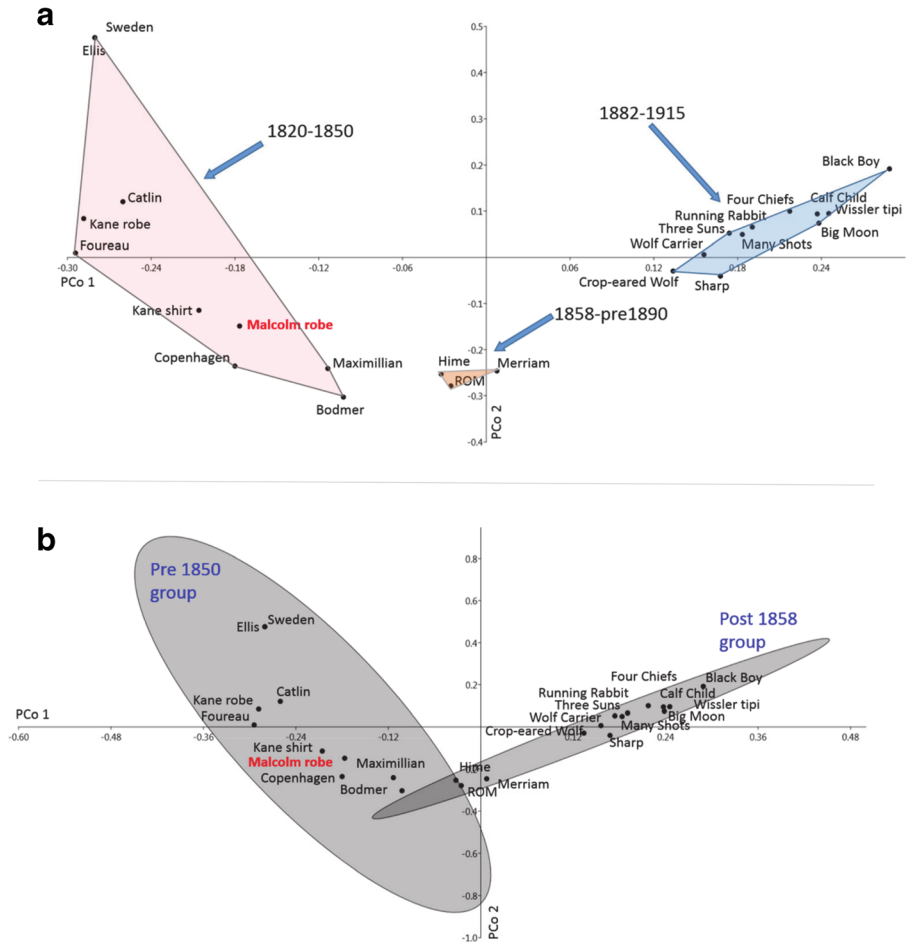 a
Sweden
Ellis
0.5
0.4
0.3
0.2
0.1
-0.1
-0.2
-0.3
-0.4
1820-1850
1882-1915
Black Boy
Catlin
Four Chiefs
Calf Child
Kane robe
Running Rabbit
Wissler tipi
Three Suns
Big Moon
Foureau
Wolf Carrier
Many Shots
-0.30
-0.24
-0.18
-0.12
-0.06
0.06
0.12
0.18
0.24
PCo 1
Crop-eared Wolf
Sharp
Kane shirt
Malcolm robe
1858-pre1890
Copenhagen
Maximillian
Hime
Merriam
ROM
Bodmer
PCo 2
b
Pre 1850
group
0.8
0.6
0.4
0.2
-0.4
-0.6
-0.8
-1.0
Ellis
Sweden
Post 1858
group
Four Chiefs
Black Boy
Catlin
Running Rabbit
Calf Child
Kane robe
Three Suns
Wissler tipi
Foureau
Wolf Carrier
Big Moon
PCo 1
Crop-eared Wolf
Many Shots
-0.60
-0.48
-0.36
-0.24
0.12
0.24
0.36
0.48
Sharp
Kane shirt
Malcolm robe
Maximillian
Hime
Copenhagen
Merriam
Bodmer
ROM
PCo 2